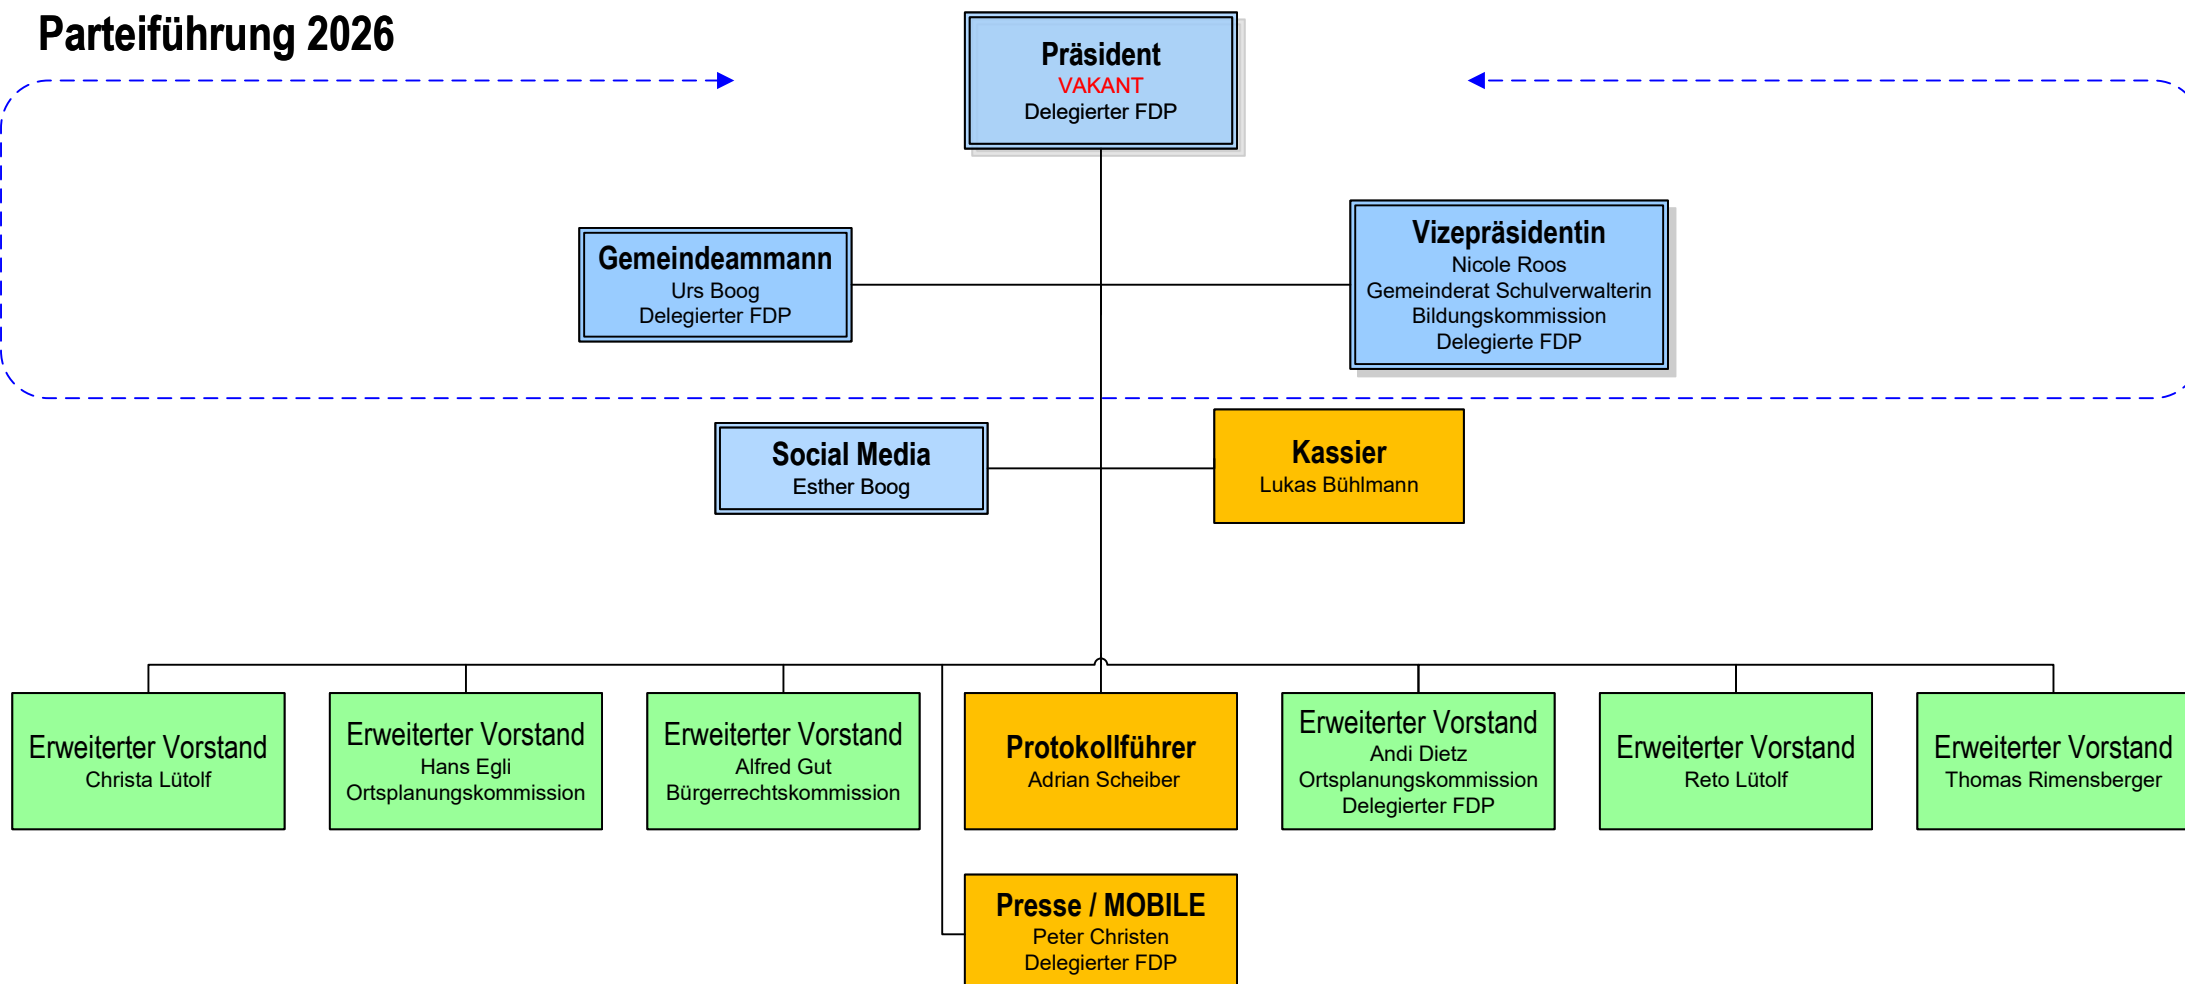 Parteiführung 2026
Präsident
VAKANT
Delegierter FDP
Gemeindeammann
Urs Boog
Delegierter FDP
Vizepräsidentin
Nicole Roos
Gemeinderat Schulverwalterin
Bildungskommission
Delegierte FDP
Social Media
Esther Boog
Kassier
Lukas Bühlmann
Erweiterter Vorstand
Christa Lütolf
Erweiterter Vorstand
Hans Egli
Ortsplanungskommission
Erweiterter Vorstand
Alfred Gut
Bürgerrechtskommission
Protokollführer
Adrian Scheiber
Erweiterter Vorstand
Andi Dietz
Ortsplanungskommission
Delegierter FDP
Erweiterter Vorstand
Reto Lütolf
Erweiterter Vorstand
Thomas Rimensberger
Presse / MOBILE
Peter Christen
Delegierter FDP